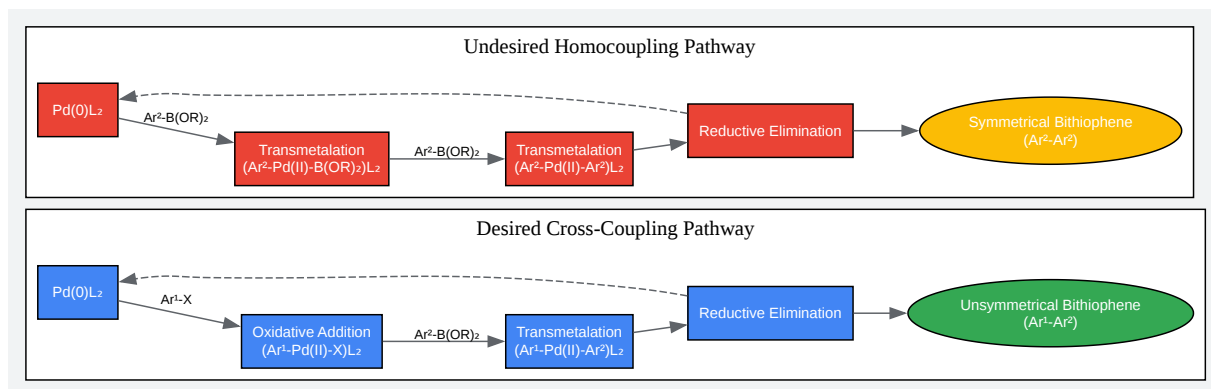 Undesired Homocoupling Pathway
Pd(0)L₂
Ar²-B(OR)₂
Transmetalation
(Ar²-Pd(II)-B(OR)₂)L₂
Ar²-B(OR)₂
Transmetalation
(Ar²-Pd(II)-Ar²)L₂
Reductive Elimination
Symmetrical Bithiophene
(Ar²-Ar²)
Desired Cross-Coupling Pathway
Pd(0)L₂
Ar¹-X
Oxidative Addition
(Ar¹-Pd(II)-X)L₂
Ar²-B(OR)₂
Transmetalation
(Ar¹-Pd(II)-Ar²)L₂
Reductive Elimination
Unsymmetrical Bithiophene
(Ar¹-Ar²)